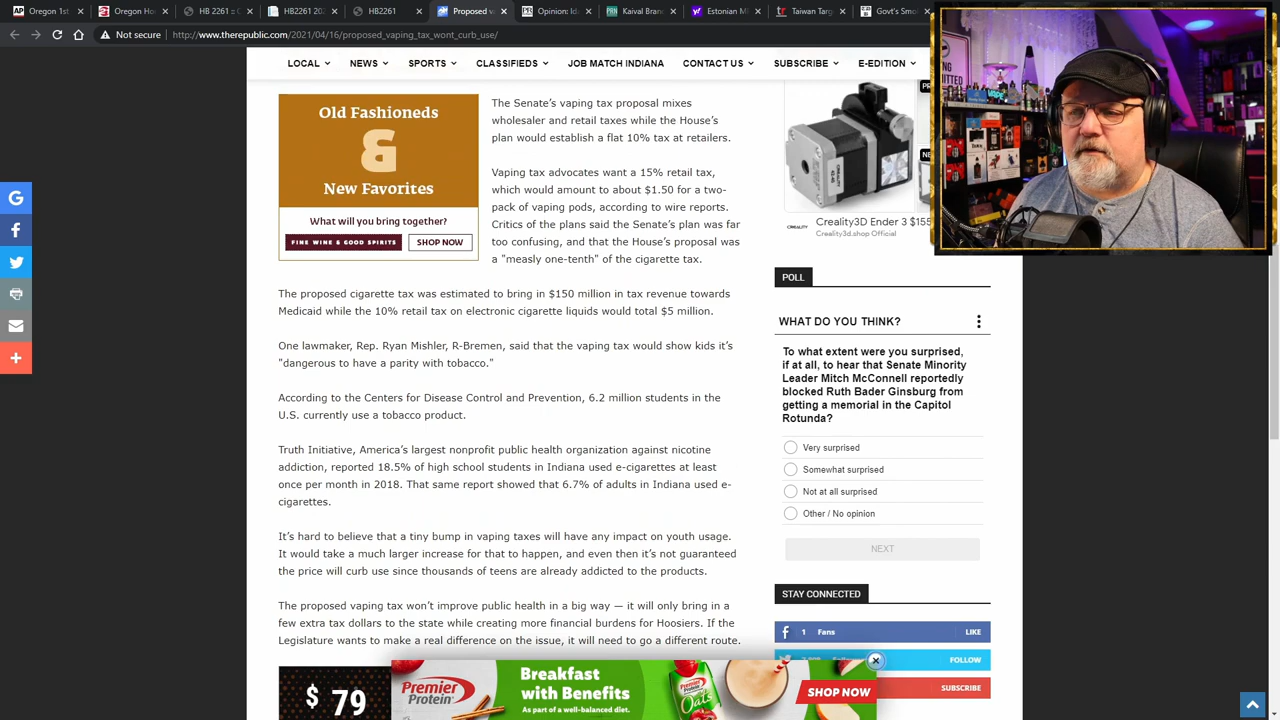 Oregon 1st
Oregon Ho
HB 2261 : C
HB2261 202
@ HB2261
Proposed v
Opinions o
Kaival Bran
Estonian Mi
Taiwan Targ
Govt's Smo
Not secure
http://www.therepublic.com/2021/04/16/proposed_vaping_tax_wont_curb_use/
LOCAL NEWS SPORTS CLASSIFIEDS JOB MATCH INDIANA CONTACT US SUBSCRIBE E-EDITION
Old Fashioneds
&
New Favorites
What will you bring together?
FINE WINE & GOOD SPIRITS SHOP NOW
The Senate’s vaping tax proposal mixes
wholesaler and retail taxes while the House’s
plan would establish a flat 10% tax at retailers.
Vaping tax advocates want a 15% retail tax,
which would amount to about $1.50 for a two-
pack of vaping pods, according to wire reports.
Critics of the plans said the Senate’s plan was far
too confusing, and that the House’s proposal was
a "measly one-tenth" of the cigarette tax.
The proposed cigarette tax was estimated to bring in $150 million in tax revenue towards
Medicaid while the 10% retail tax on electronic cigarette liquids would total $5 million.
One lawmaker, Rep. Ryan Mishler, R-Bremen, said that the vaping tax would show kids it’s
"dangerous to have a parity with tobacco."
According to the Centers for Disease Control and Prevention, 6.2 million students in the
U.S. currently use a tobacco product.
Truth Initiative, America’s largest nonprofit public health organization against nicotine
addiction, reported 18.5% of high school students in Indiana used e-cigarettes at least
once per month in 2018. That same report showed that 6.7% of adults in Indiana used e-
cigarettes.
It’s hard to believe that a tiny bump in vaping taxes will have any impact on youth usage.
It would take a much larger increase for that to happen, and even then it’s not guaranteed
the price will curb use since thousands of teens are already addicted to the products.
The proposed vaping tax won’t improve public health in a big way — it will only bring in a
few extra tax dollars to the state while creating more financial burdens for Hoosiers. If the
Legislature wants to make a real difference on the issue, it will need to go a different route.
CREALITY
Creality3D Ender 3 $155
Creality3d.shop Official
POLL
WHAT DO YOU THINK?
To what extent were you surprised,
if at all, to hear that Senate Minority
Leader Mitch McConnell reportedly
blocked Ruth Bader Ginsburg from
getting a memorial in the Capitol
Rotunda?
Very surprised
Somewhat surprised
Not at all surprised
Other / No opinion
NEXT
STAY CONNECTED
1 Fans LIKE
FOLLOW
SUBSCRIBE
$ 79
Premier
Protein
Breakfast
with Benefits
As part of a well-balanced diet.
SHOP NOW